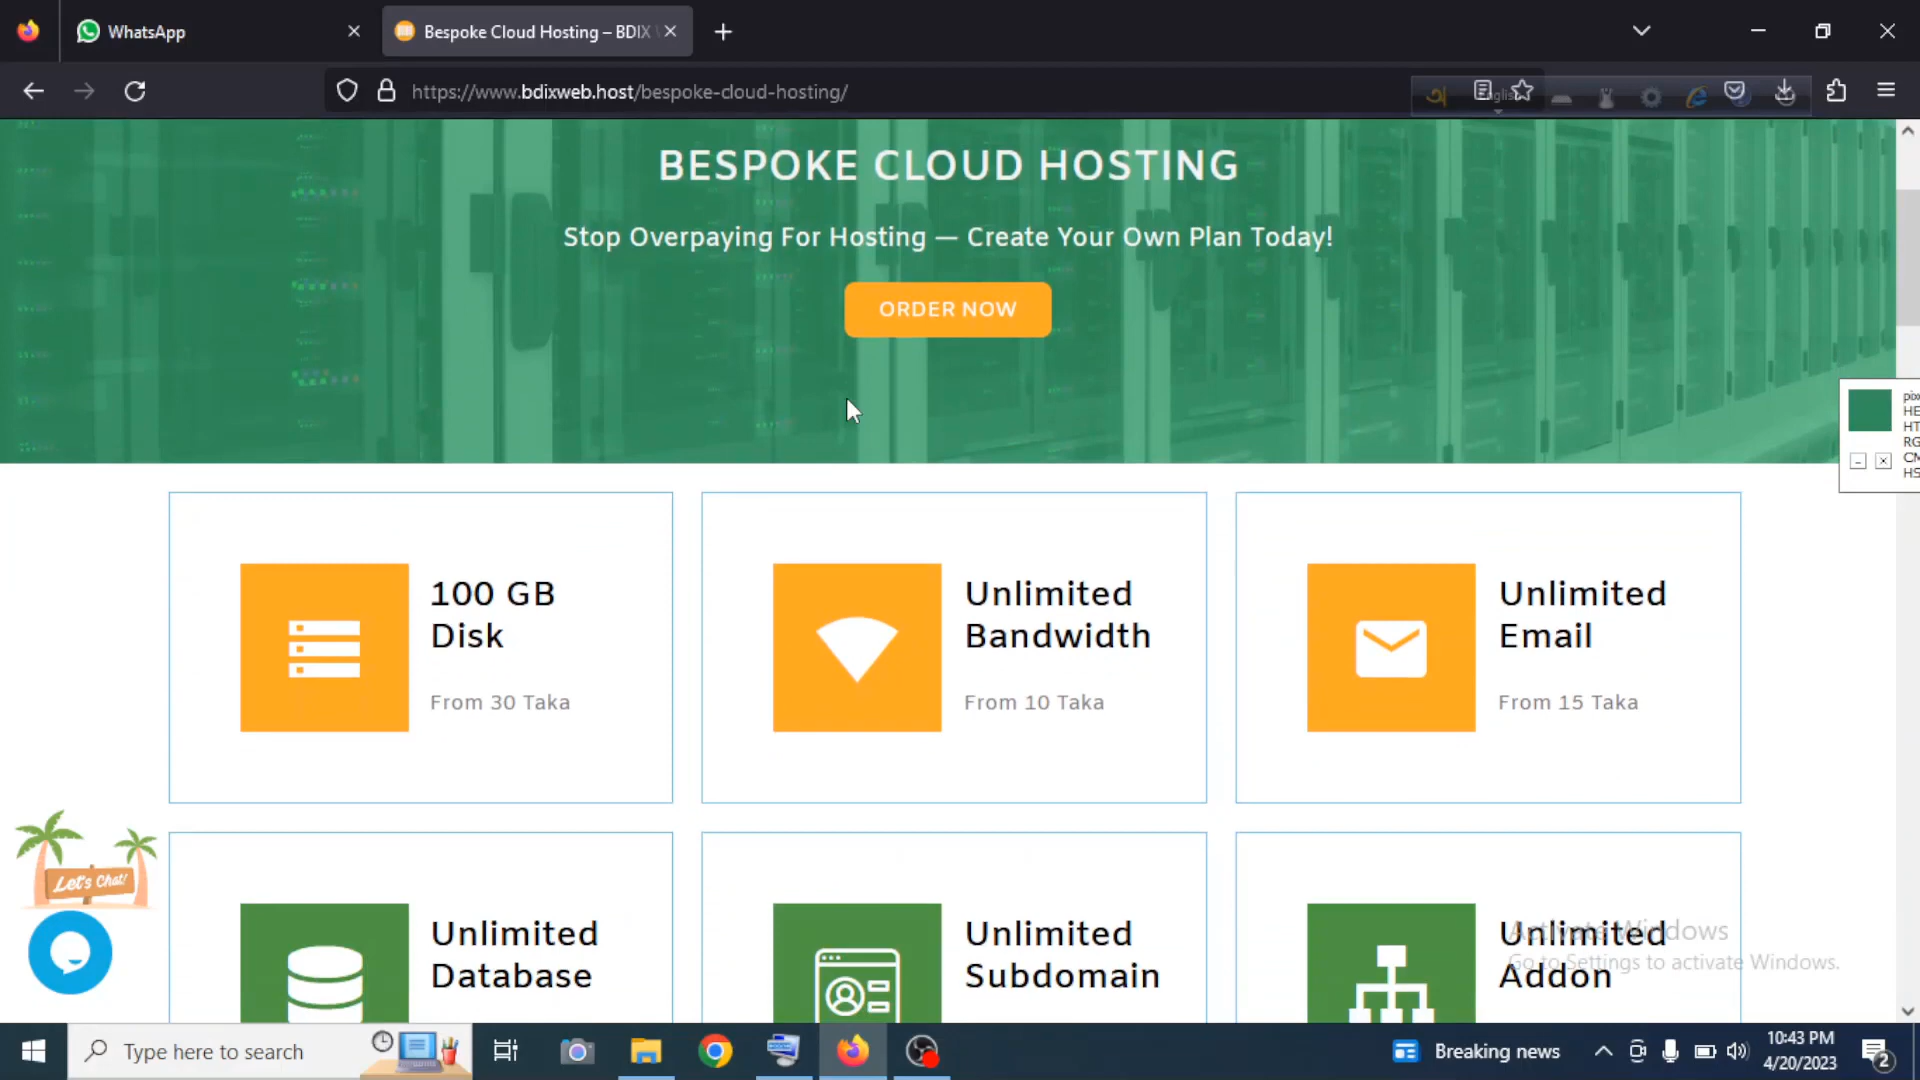 WhatsApp
Bespoke Cloud Hosting – BDIX
https://www.bdixweb.host/bespoke-cloud-hosting/
BESPOKE CLOUD HOSTING
Stop Overpaying For Hosting — Create Your Own Plan Today!
ORDER NOW
100 GB
Disk
From 30 Taka
Unlimited
Bandwidth
From 10 Taka
Unlimited
Email
From 15 Taka
Let's Chat!
Unlimited
Database
Unlimited
Subdomain
Unlimited
Addon
Activate Windows
Go to Settings to activate Windows.
Type here to search
Breaking news
10:43 PM
4/20/2023
2